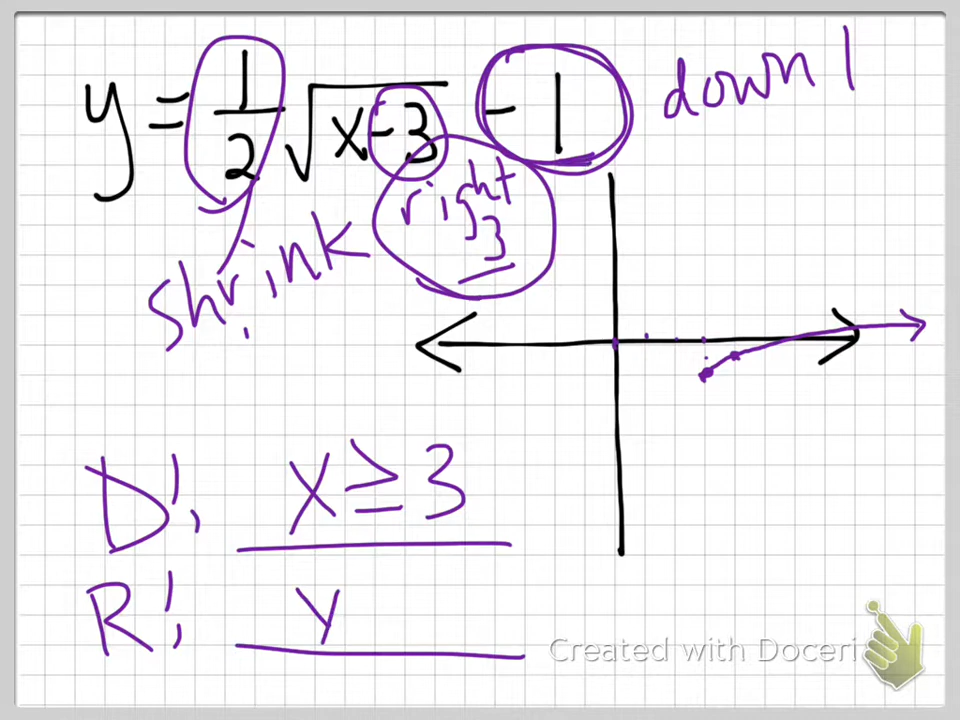 y = 1/2 √(x - 3) - 1
down 1
right
3
shrink
D: x ≥ 3
R: y
Created with Doceri